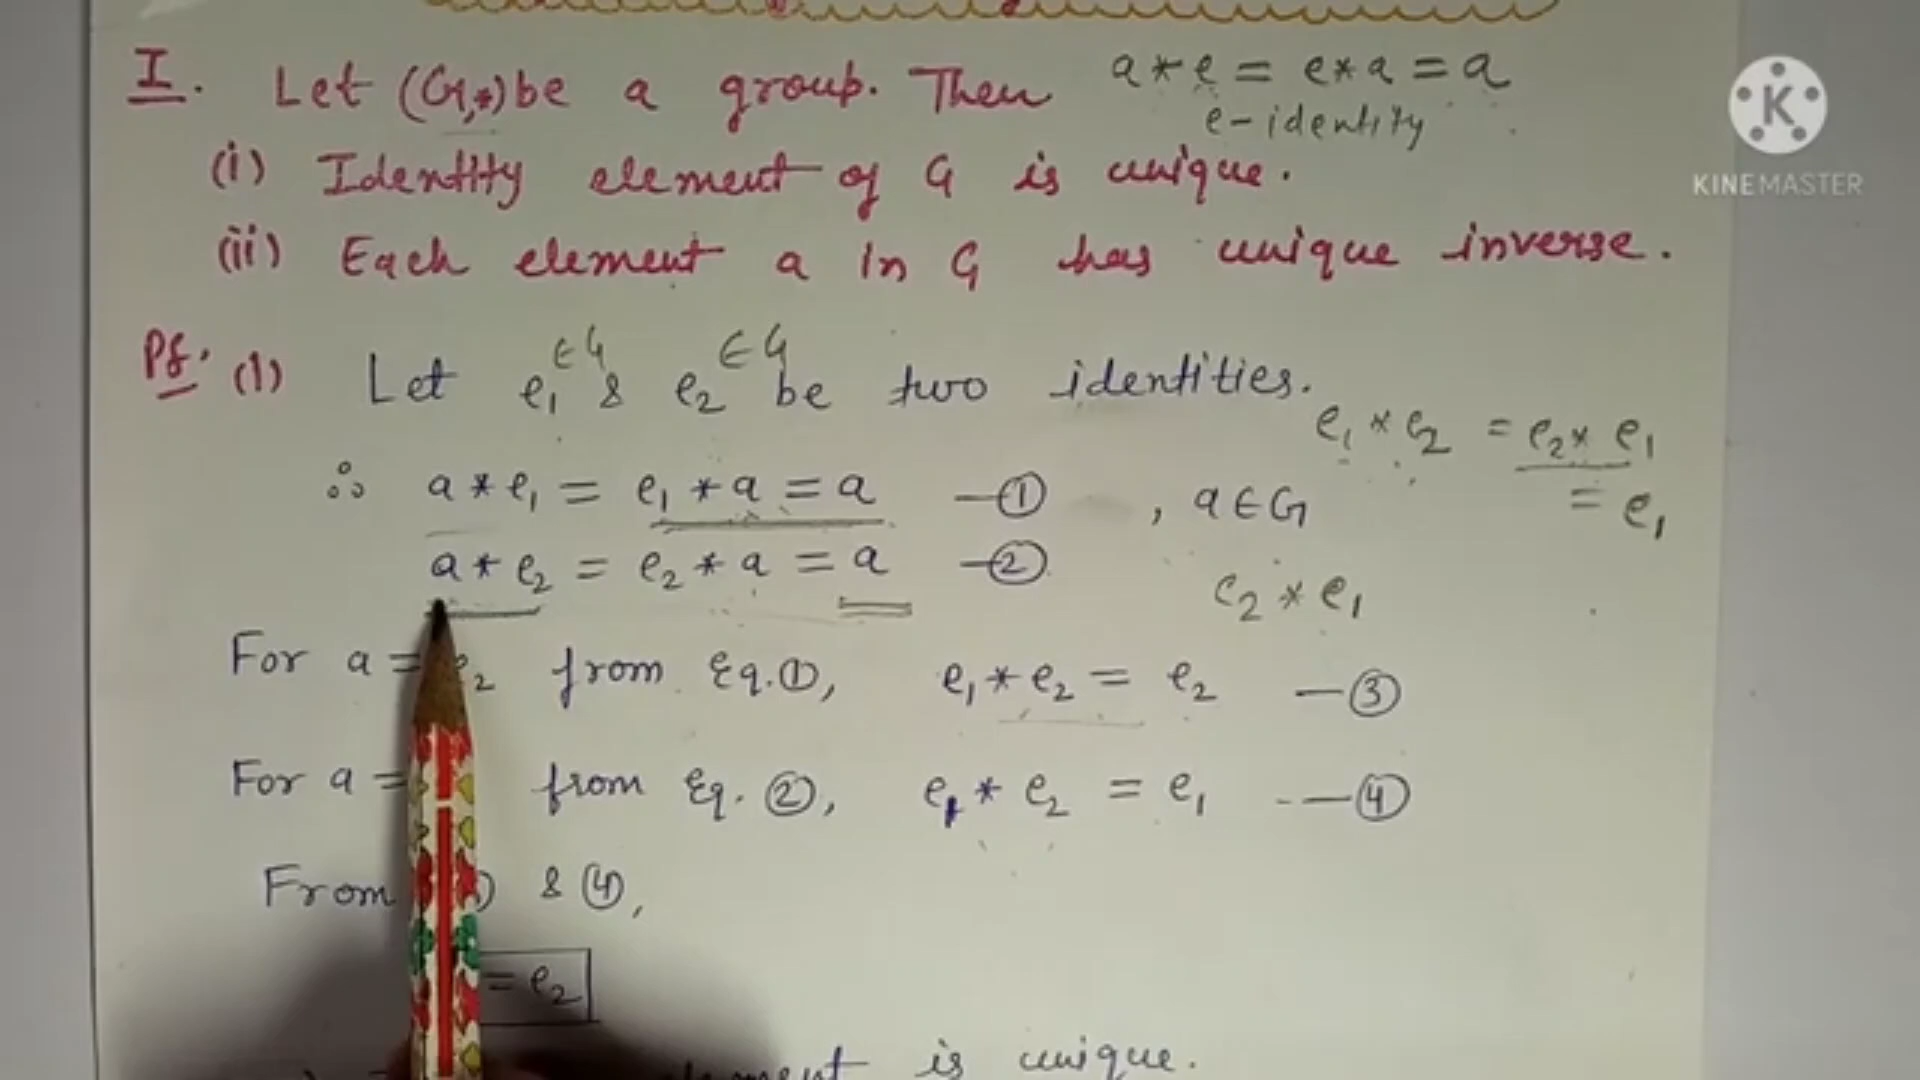 I. Let (G,*) be a group. Then a * e = e * a = a
e - identity
(i) Identity element of G is unique.
(ii) Each element a in G has unique inverse.
Pf. (i) Let e₁ ∈ G & e₂ ∈ G be two identities.
e₁ * e₂ = e₂ * e₁
= e₁
∴ a * e₁ = e₁ * a = a —①, a ∈ G
a * e₂ = e₂ * a = a —②
e₂ * e₁
For a = e₂ from Eq. ①, e₁ * e₂ = e₂ —③
For a = from Eq. ②, e₁ * e₂ = e₁ —④
From & ④,
= e₂
is unique.
K
KINEMASTER